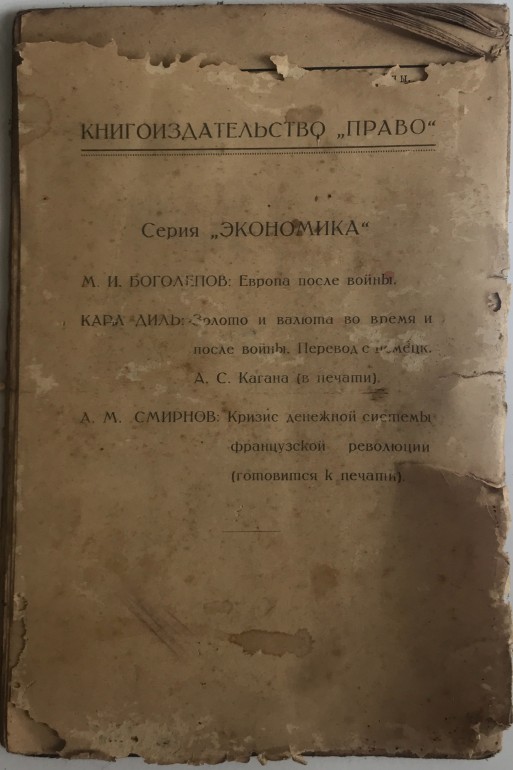 КНИГОИЗДАТЕЛЬСТВО „ПРАВО“
Серия „ЭКОНОМИКА“
М. И. БОГОЛЕПОВ: Европа после войны.
КАРЛ ДИЛЬ: Золото и валюта во время и
после войны. Перевод с немецк.
А. С. Кагана (в печати).
А. М. СМИРНОВ: Кризис денежной системы
французской революции
(готовится к печати)